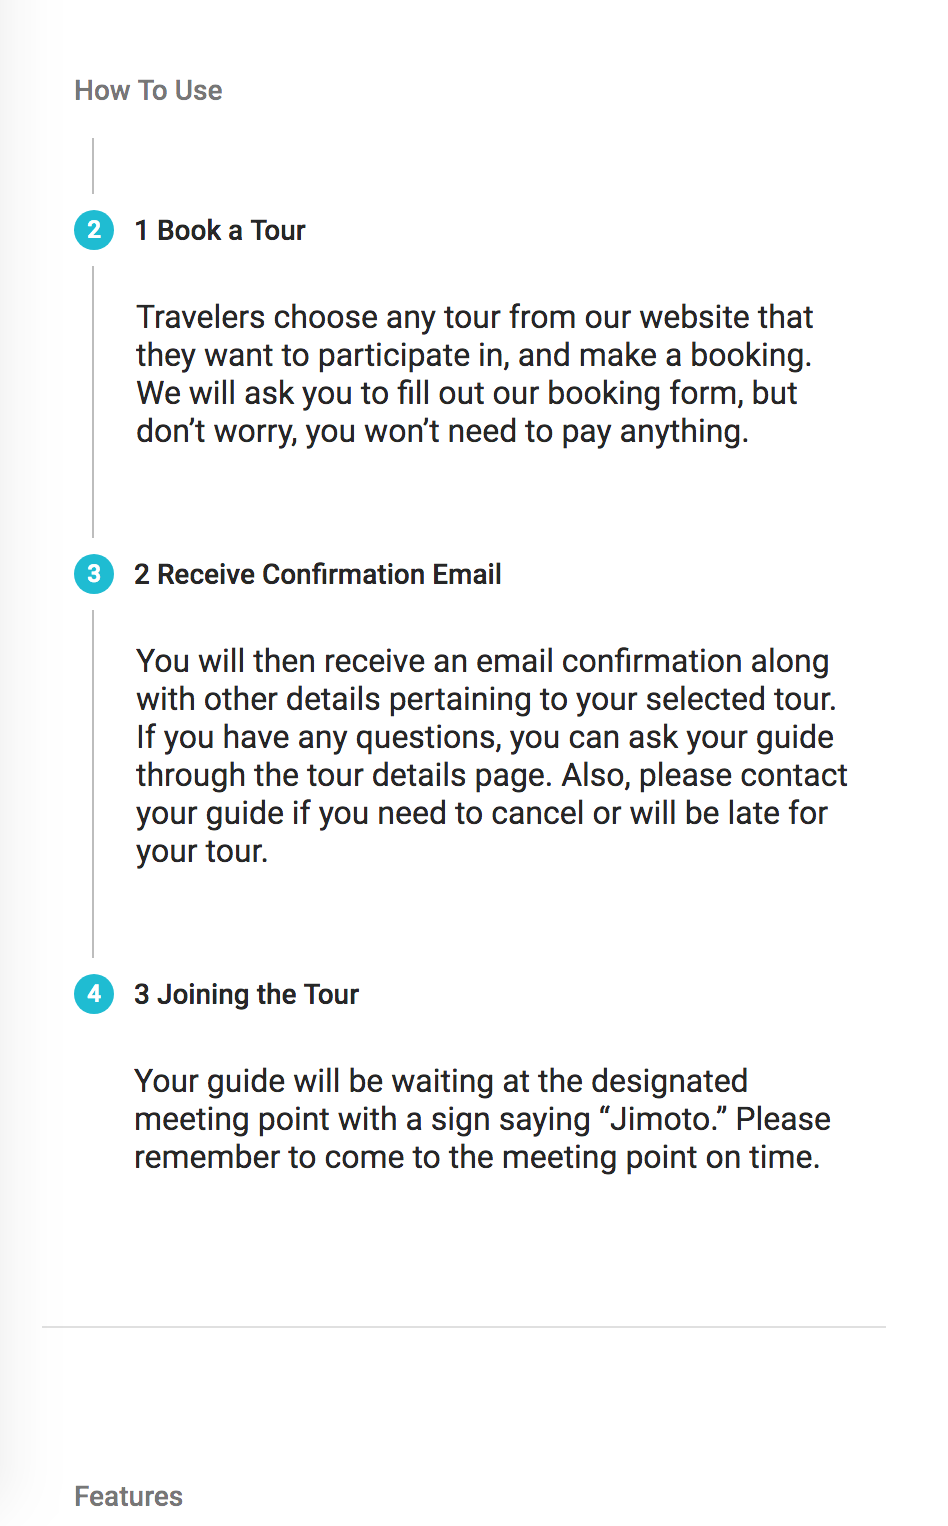 How To Use
2 1 Book a Tour
Travelers choose any tour from our website that
they want to participate in, and make a booking.
We will ask you to fill out our booking form, but
don’t worry, you won’t need to pay anything.
3 2 Receive Confirmation Email
You will then receive an email confirmation along
with other details pertaining to your selected tour.
If you have any questions, you can ask your guide
through the tour details page. Also, please contact
your guide if you need to cancel or will be late for
your tour.
4 3 Joining the Tour
Your guide will be waiting at the designated
meeting point with a sign saying “Jimoto.” Please
remember to come to the meeting point on time.
Features